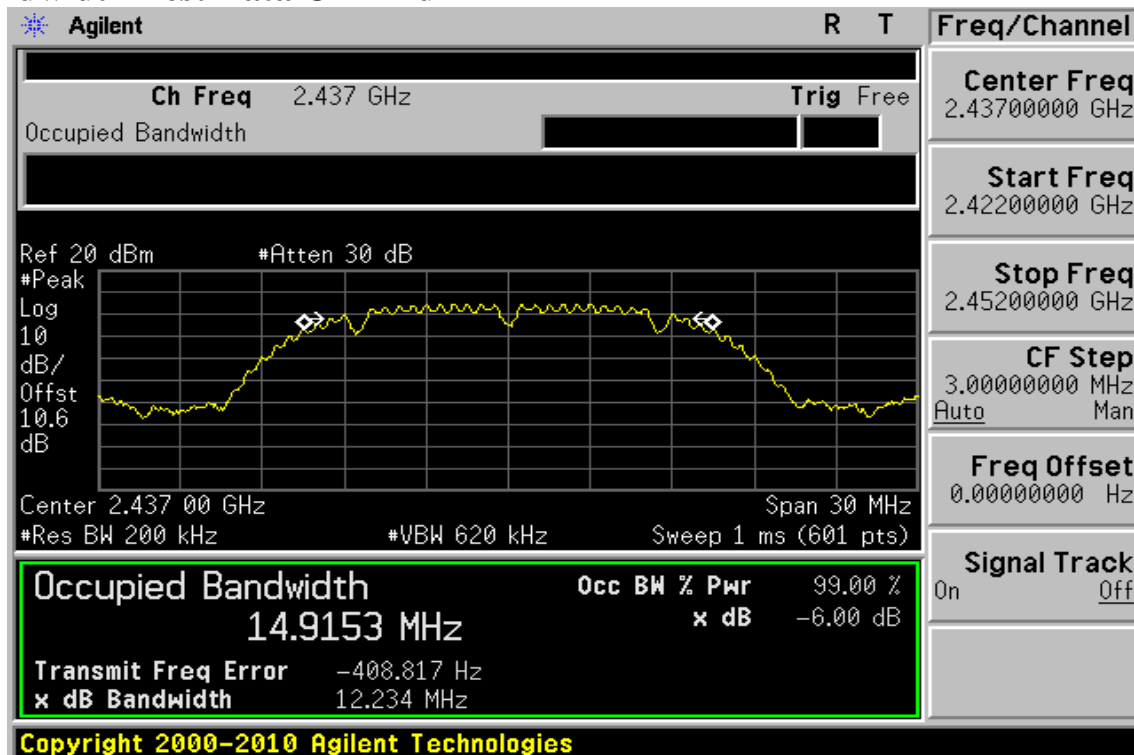 Agilent R T
Freq/Channel
Ch Freq 2.437 GHz Trig Free
Occupied Bandwidth
Center Freq
2.43700000 GHz
Start Freq
2.42200000 GHz
Stop Freq
2.45200000 GHz
CF Step
3.00000000 MHz
Auto Man
Freq Offset
0.00000000 Hz
Signal Track
On Off
Ref 20 dBm #Atten 30 dB
#Peak
Log
10
dB/
Offst
10.6
dB
Center 2.437 00 GHz Span 30 MHz
#Res BW 200 kHz #VBW 620 kHz Sweep 1 ms (601 pts)
Occupied Bandwidth
14.9153 MHz
Occ BW % Pwr 99.00 %
x dB -6.00 dB
Transmit Freq Error -408.817 Hz
x dB Bandwidth 12.234 MHz
Copyright 2000-2010 Agilent Technologies